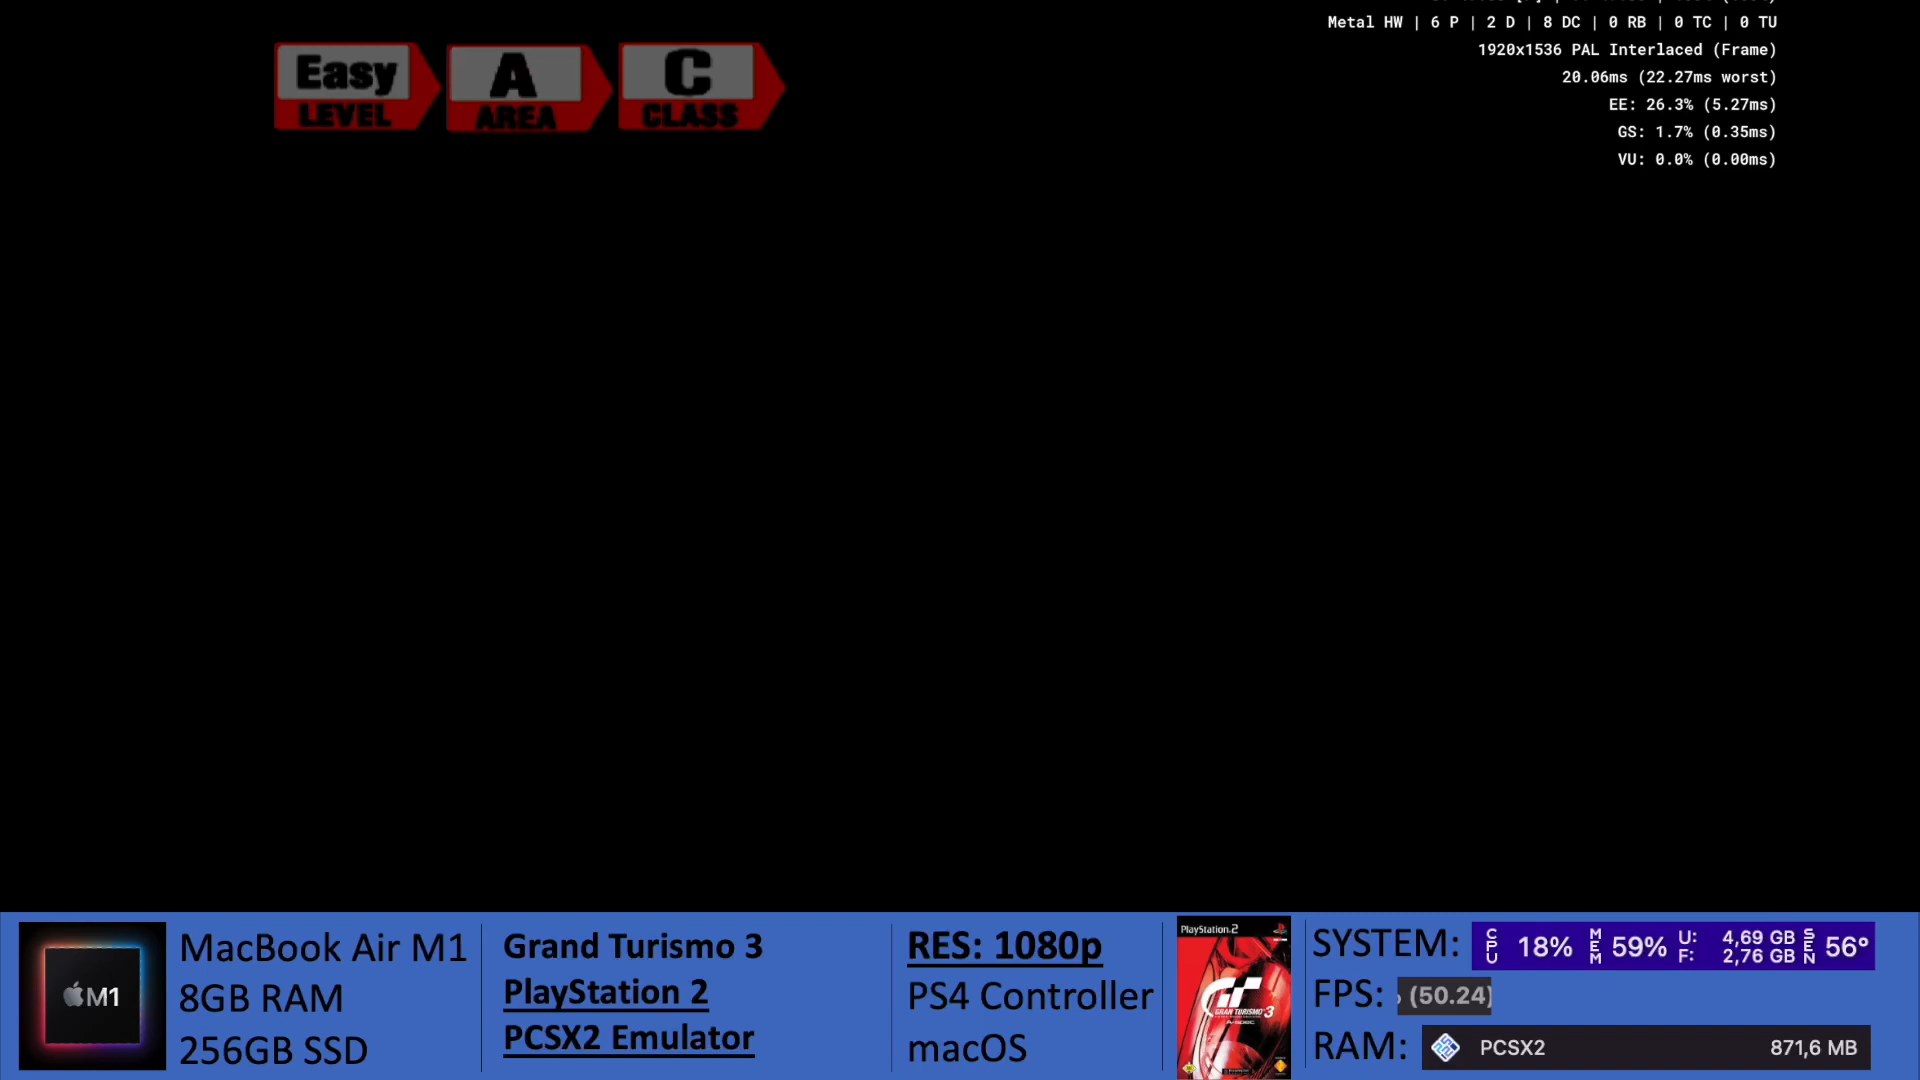 Metal HW | 6 P | 2 D | 8 DC | 0 RB | 0 TC | 0 TU
1920x1536 PAL Interlaced (Frame)
20.06ms (22.27ms worst)
EE: 26.3% (5.27ms)
GS: 1.7% (0.35ms)
VU: 0.0% (0.00ms)
Easy LEVEL
A AREA
C CLASS
M1
MacBook Air M1
8GB RAM
256GB SSD
Grand Turismo 3
PlayStation 2
PCSX2 Emulator
RES: 1080p
PS4 Controller
macOS
PlayStation.2
GRAN TURISMO 3
A-spec
SYSTEM: CPU 18% MEM 59% U: 4,69 GB F: 2,76 GB SEN 56°
FPS: (50.24)
RAM: PCSX2 871,6 MB